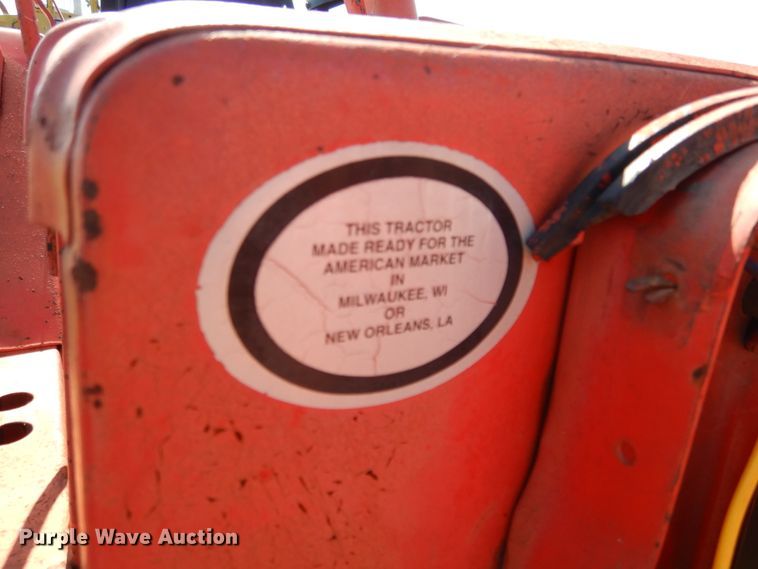 THIS TRACTOR
MADE READY FOR THE
AMERICAN MARKET
IN
MILWAUKEE, WI
OR
NEW ORLEANS, LA
Purple Wave Auction